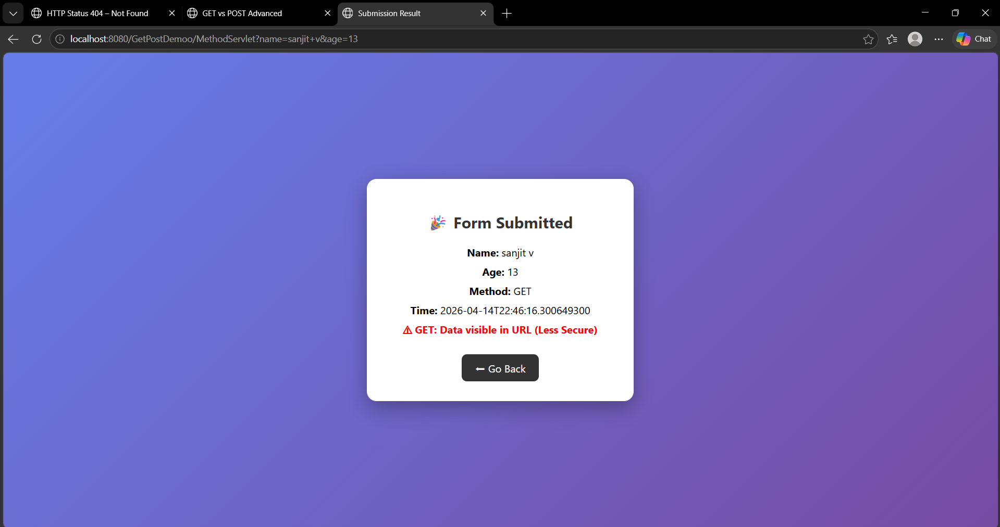 HTTP Status 404 – Not Found
GET vs POST Advanced
Submission Result
localhost:8080/GetPostDemoo/MethodServlet?name=sanjit+v&age=13
Chat
🎉 Form Submitted
Name: sanjit v
Age: 13
Method: GET
Time: 2026-04-14T22:46:16.300649300
⚠ GET: Data visible in URL (Less Secure)
⬅ Go Back